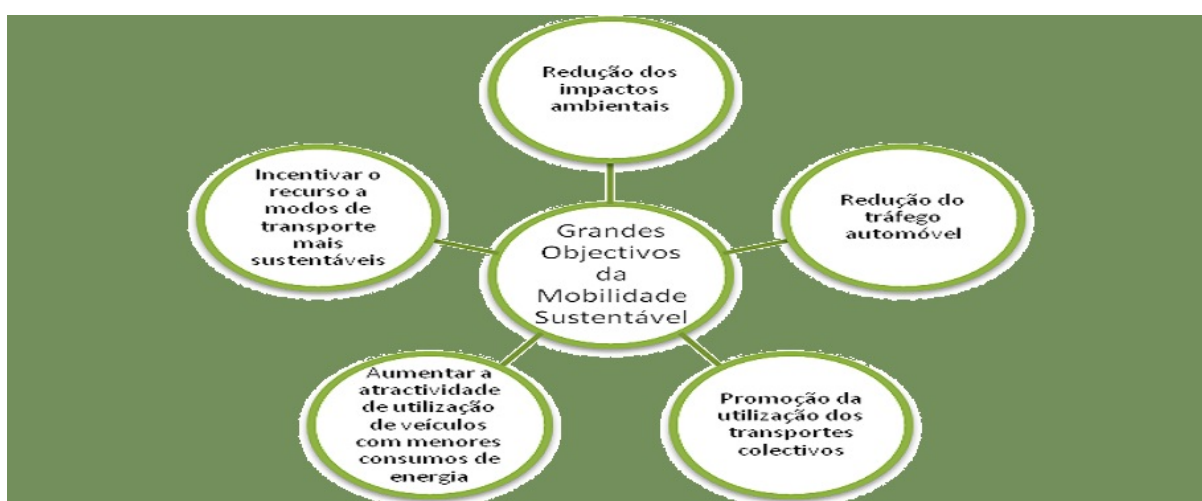 Redução dos
impactos
ambientais
Incentivar o
recurso a
modos de
transporte
mais
sustentáveis
Redução do
tráfego
automóvel
Grandes
Objectivos
da
Mobilidade
Sustentável
Aumentar a
atractividade
de utilização
de veículos
com menores
consumos de
energia
Promoção da
utilização dos
transportes
colectivos